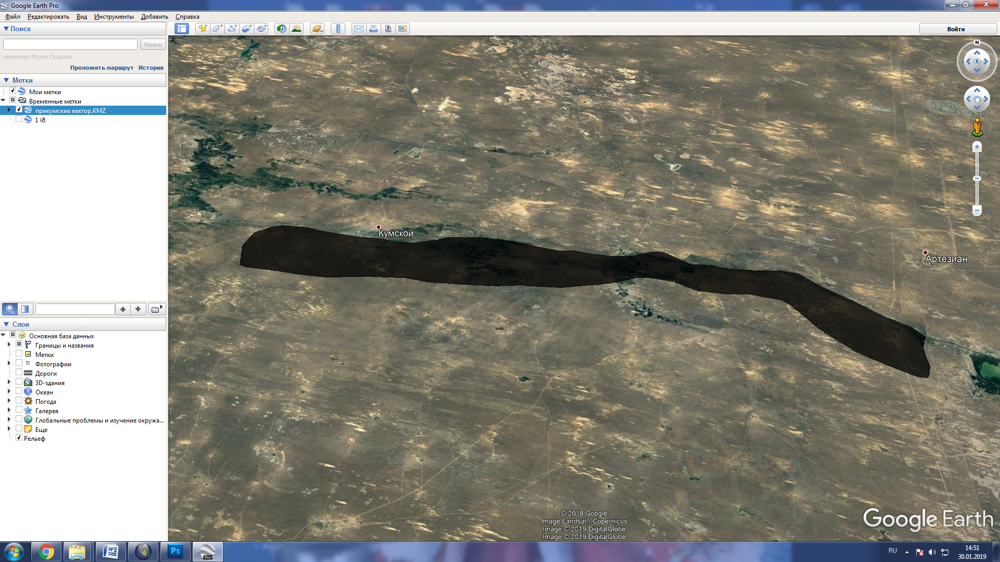 Google Earth Pro
Файл Редактировать Вид Инструменты Добавить Справка
Поиск
Войти
Поиск
например: Музеи Суздаля
Проложить маршрут История
Метки
Мои метки
Временные метки
прикумские вектор.KMZ
1 ïð
N
Кумской
Артезиан
Слои
Основная база данных
Границы и названия
Метки
Фотографии
Дороги
3D-здания
Океан
Погода
Галерея
Глобальные проблемы и изучение окружа...
Еще
Рельеф
© 2018 Google
Image Landsat / Copernicus
Image © 2019 DigitalGlobe
Image © 2019 DigitalGlobe
Google Earth
W
Ps
Pro
RU
14:51
30.01.2019